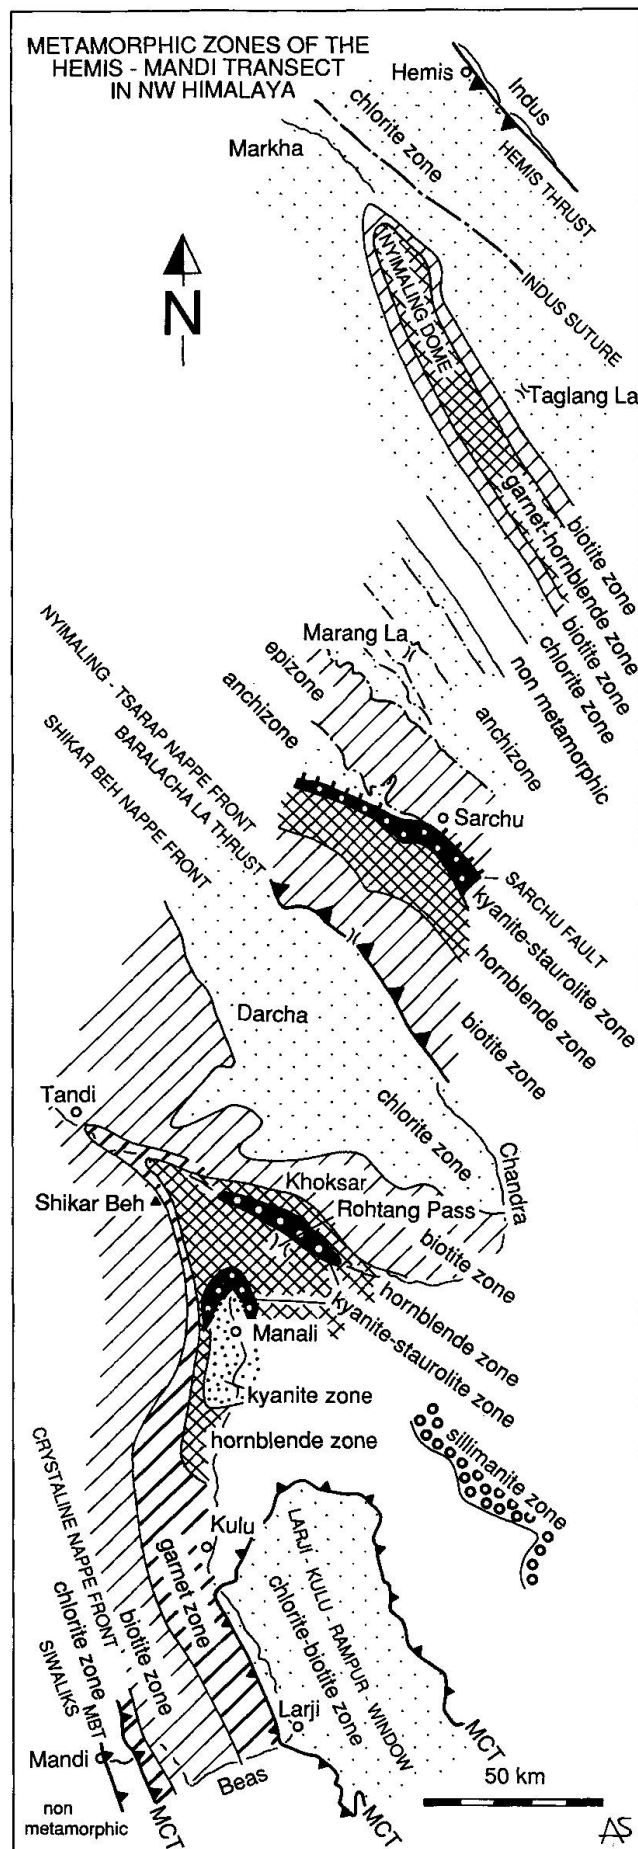 METAMORPHIC ZONES OF THE
HEMIS - MANDI TRANSECT
IN NW HIMALAYA
Hemis
Indus
chlorite zone
HEMIS THRUST
Markha
INDUS SUTURE
N
NYIMALING DOME
Taglang La
biotite zone
garnet-hornblende zone
biotite zone
chlorite zone
non metamorphic
Marang La
anchizone
epizone
anchizone
NYIMALING - TSARAP NAPPE FRONT
BARALACHA LA THRUST
SHIKAR BEH NAPPE FRONT
Sarchu
SARCHU FAULT
kyanite-staurolite zone
hornblende zone
biotite zone
Darcha
chlorite zone
Chandra
Tandi
Khoksar
Shikar Beh
Rohtang Pass
biotite zone
hornblende zone
kyanite-staurolite zone
Manali
kyanite zone
hornblende zone
sillimanite zone
Kulu
CRYSTALINE NAPPE FRONT
garnet zone
LARJI - KULU - RAMPUR WINDOW
chlorite-biotite zone
biotite zone
chlorite zone
MBT
SIWALIKS
Larji
MCT
Mandi
Beas
50 km
non
metamorphic
MCT
MCT
AS